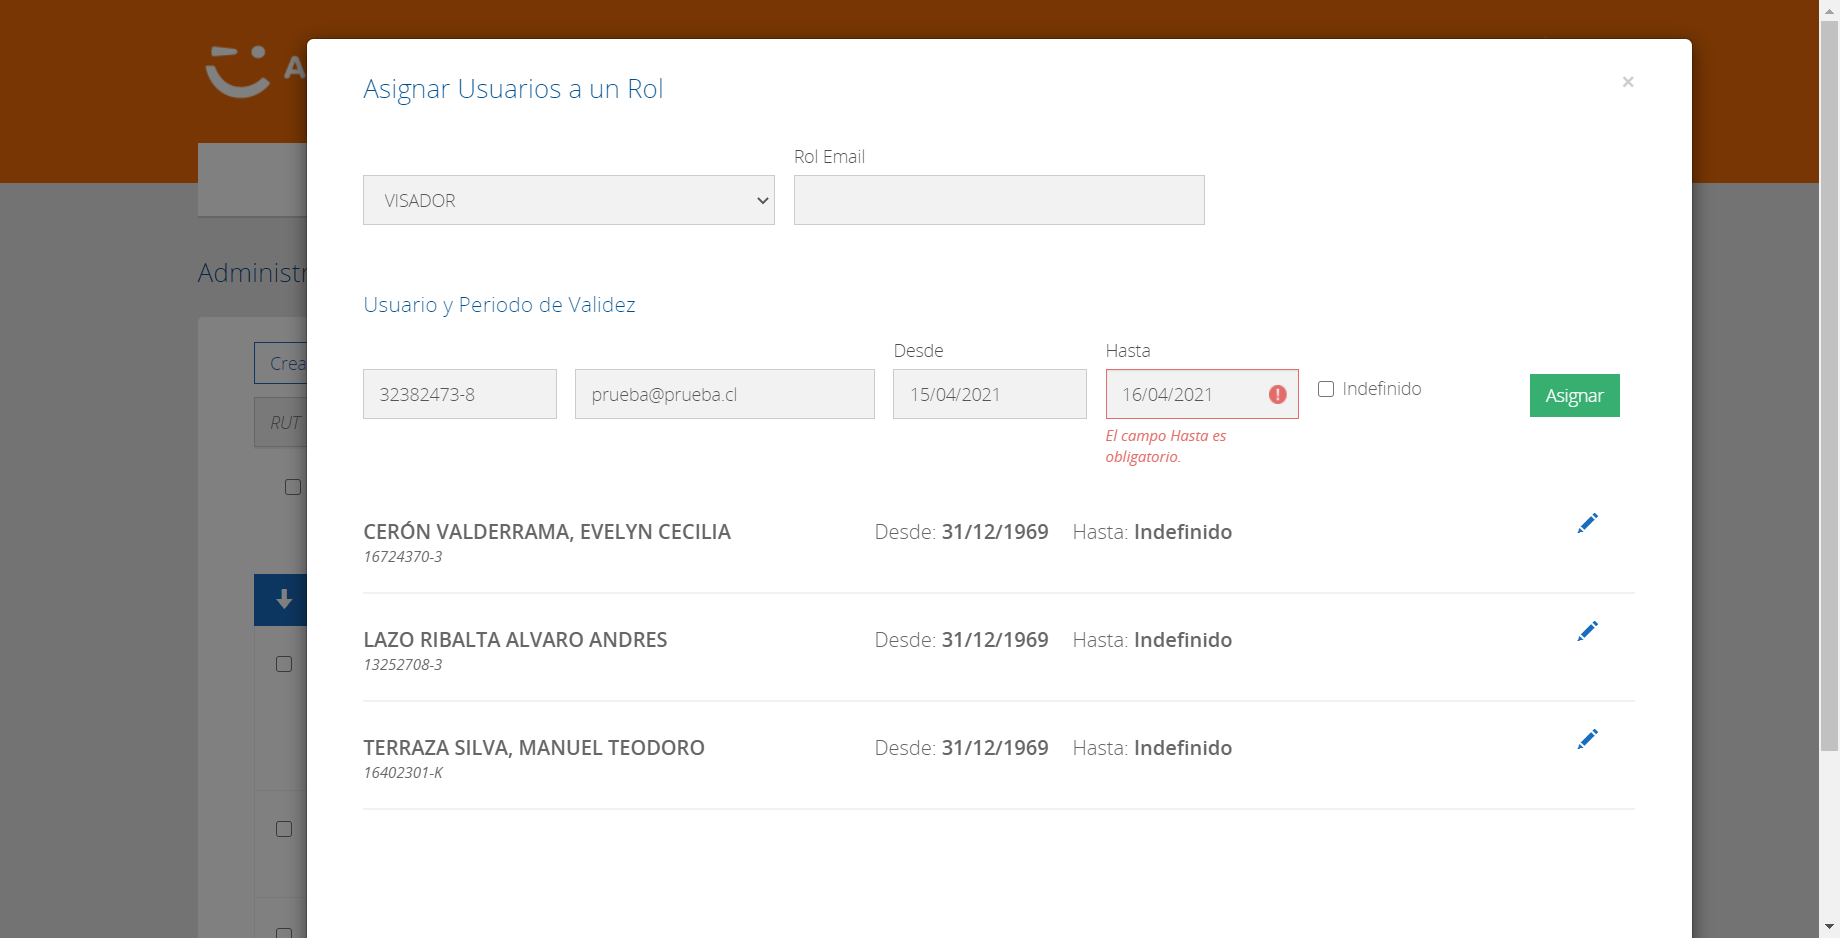 A
Asignar Usuarios a un Rol
×
Rol Email
VISADOR
Administr
Usuario y Periodo de Validez
Desde
Hasta
Crea
32382473-8
prueba@prueba.cl
15/04/2021
16/04/2021
Indefinido
Asignar
RUT
El campo Hasta es
obligatorio.
CERÓN VALDERRAMA, EVELYN CECILIA
Desde: 31/12/1969 Hasta: Indefinido
16724370-3
LAZO RIBALTA ALVARO ANDRES
Desde: 31/12/1969 Hasta: Indefinido
13252708-3
TERRAZA SILVA, MANUEL TEODORO
Desde: 31/12/1969 Hasta: Indefinido
16402301-K